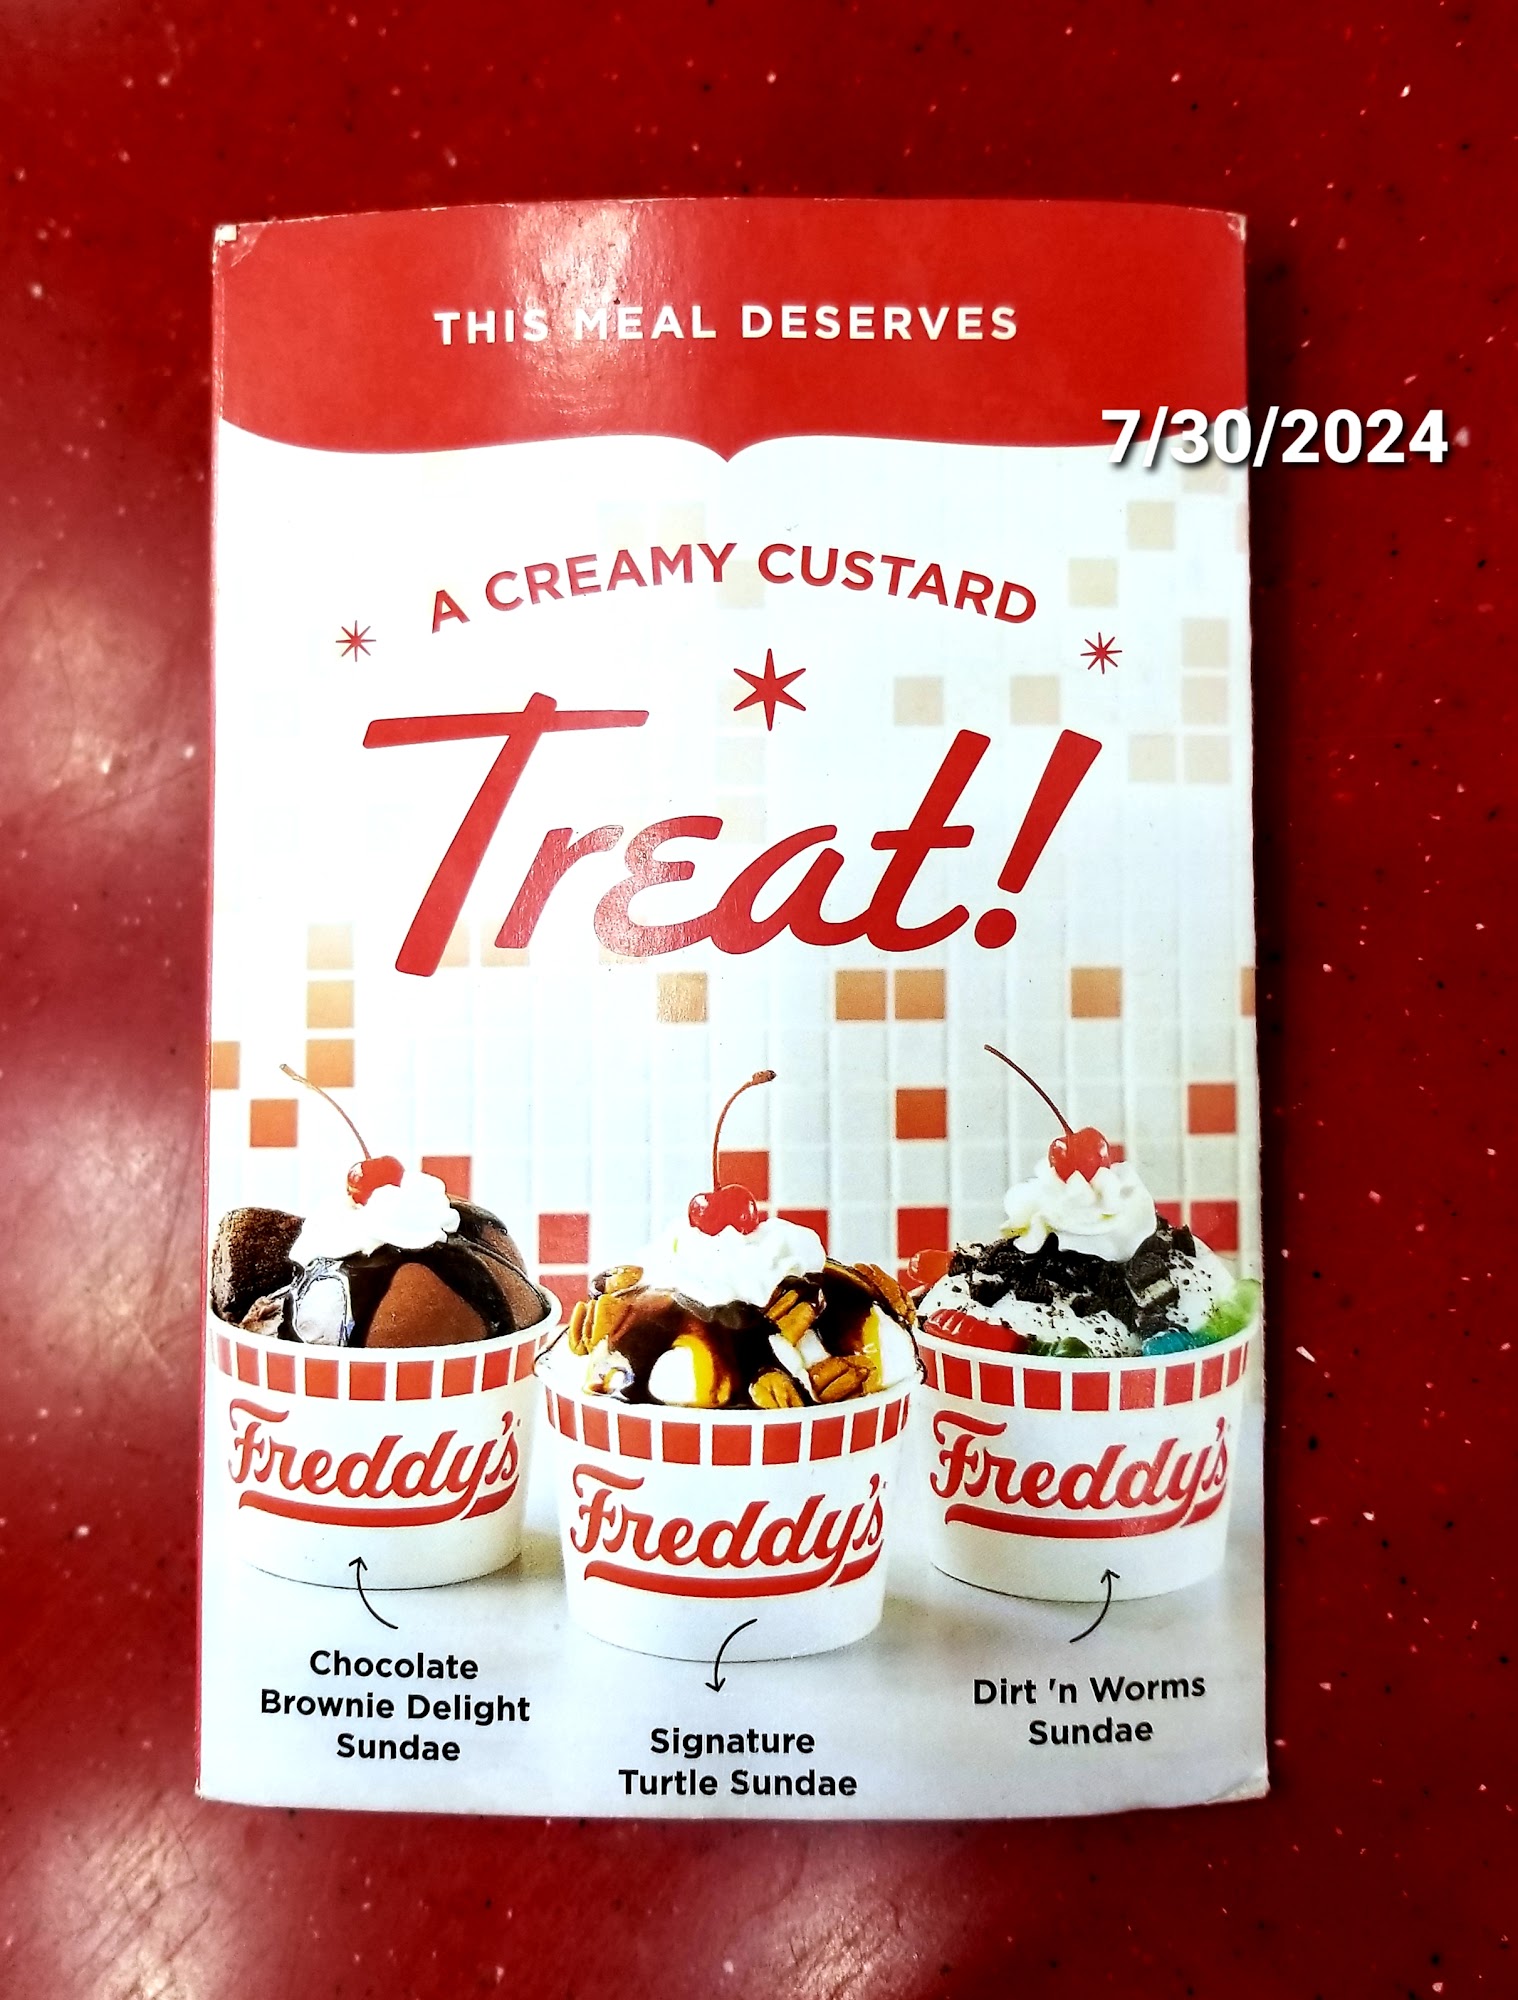 THIS MEAL DESERVES
7/30/2024
A CREAMY CUSTARD
Treat!
Freddy's
Freddy's
Freddy's
Chocolate
Brownie Delight
Sundae
Signature
Turtle Sundae
Dirt 'n Worms
Sundae